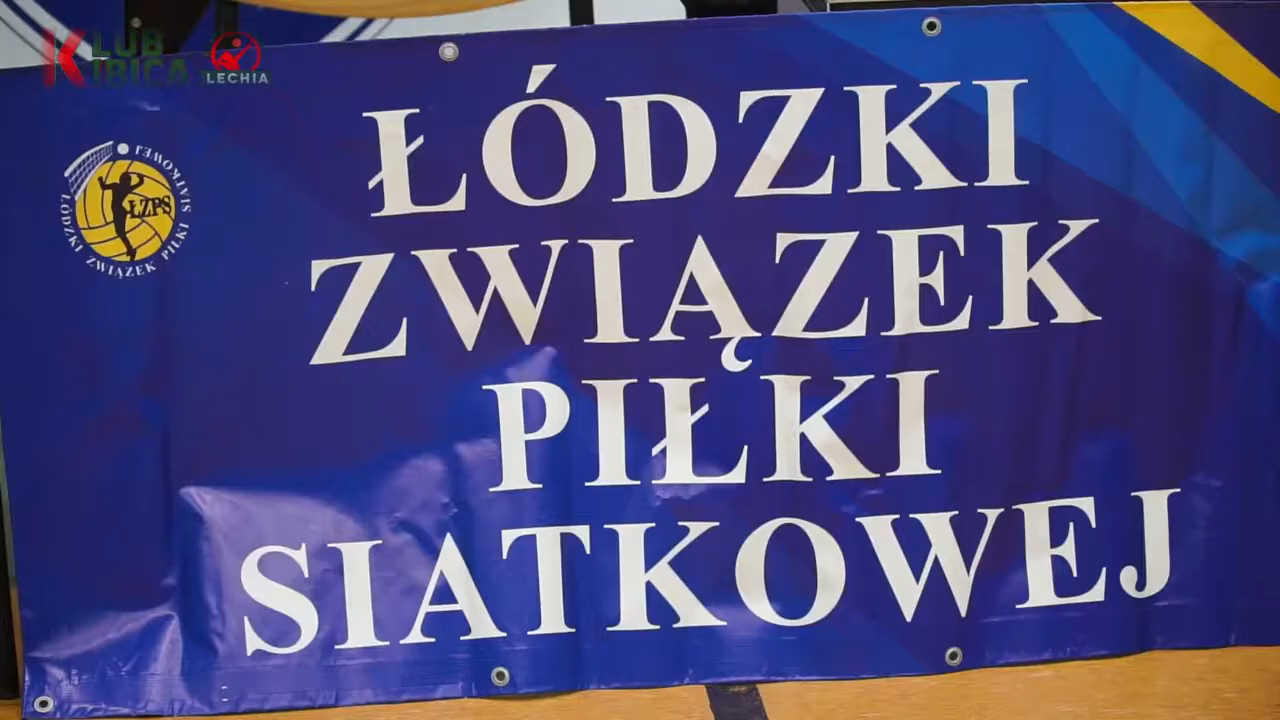 KLUB KIBICA
LECHIA
ŁÓDZKI
ZWIĄZEK
PIŁKI
SIATKOWEJ
ŁZPS
ŁÓDZKI ZWIĄZEK PIŁKI SIATKOWEJ